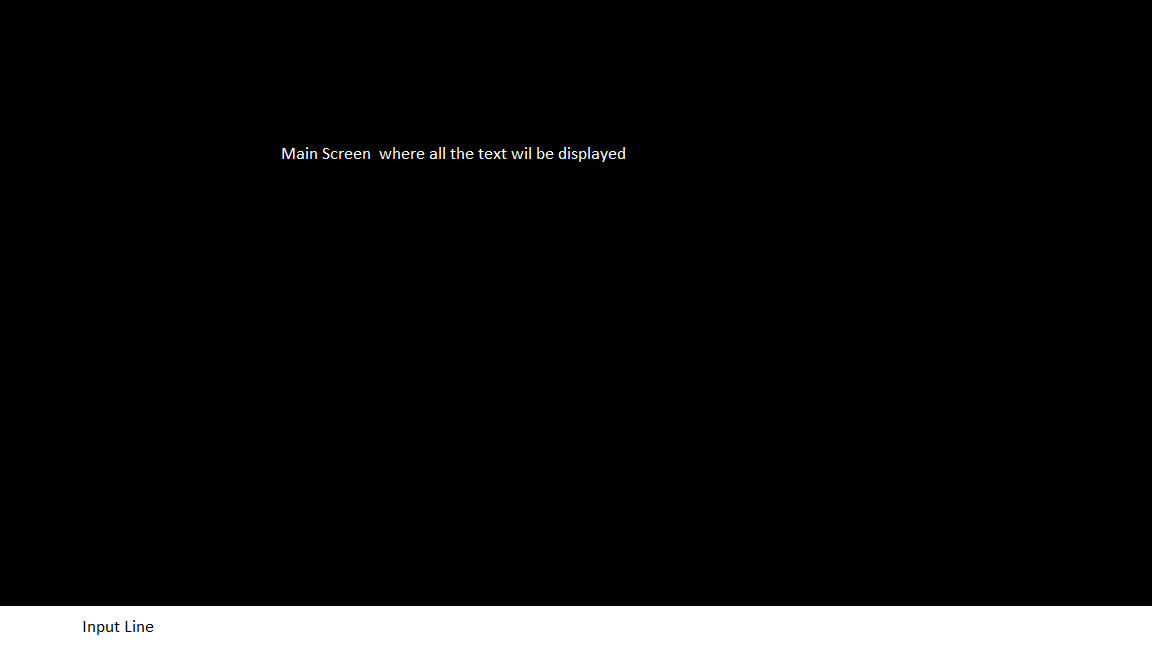 Main Screen  where all the text wil be displayed
Input Line